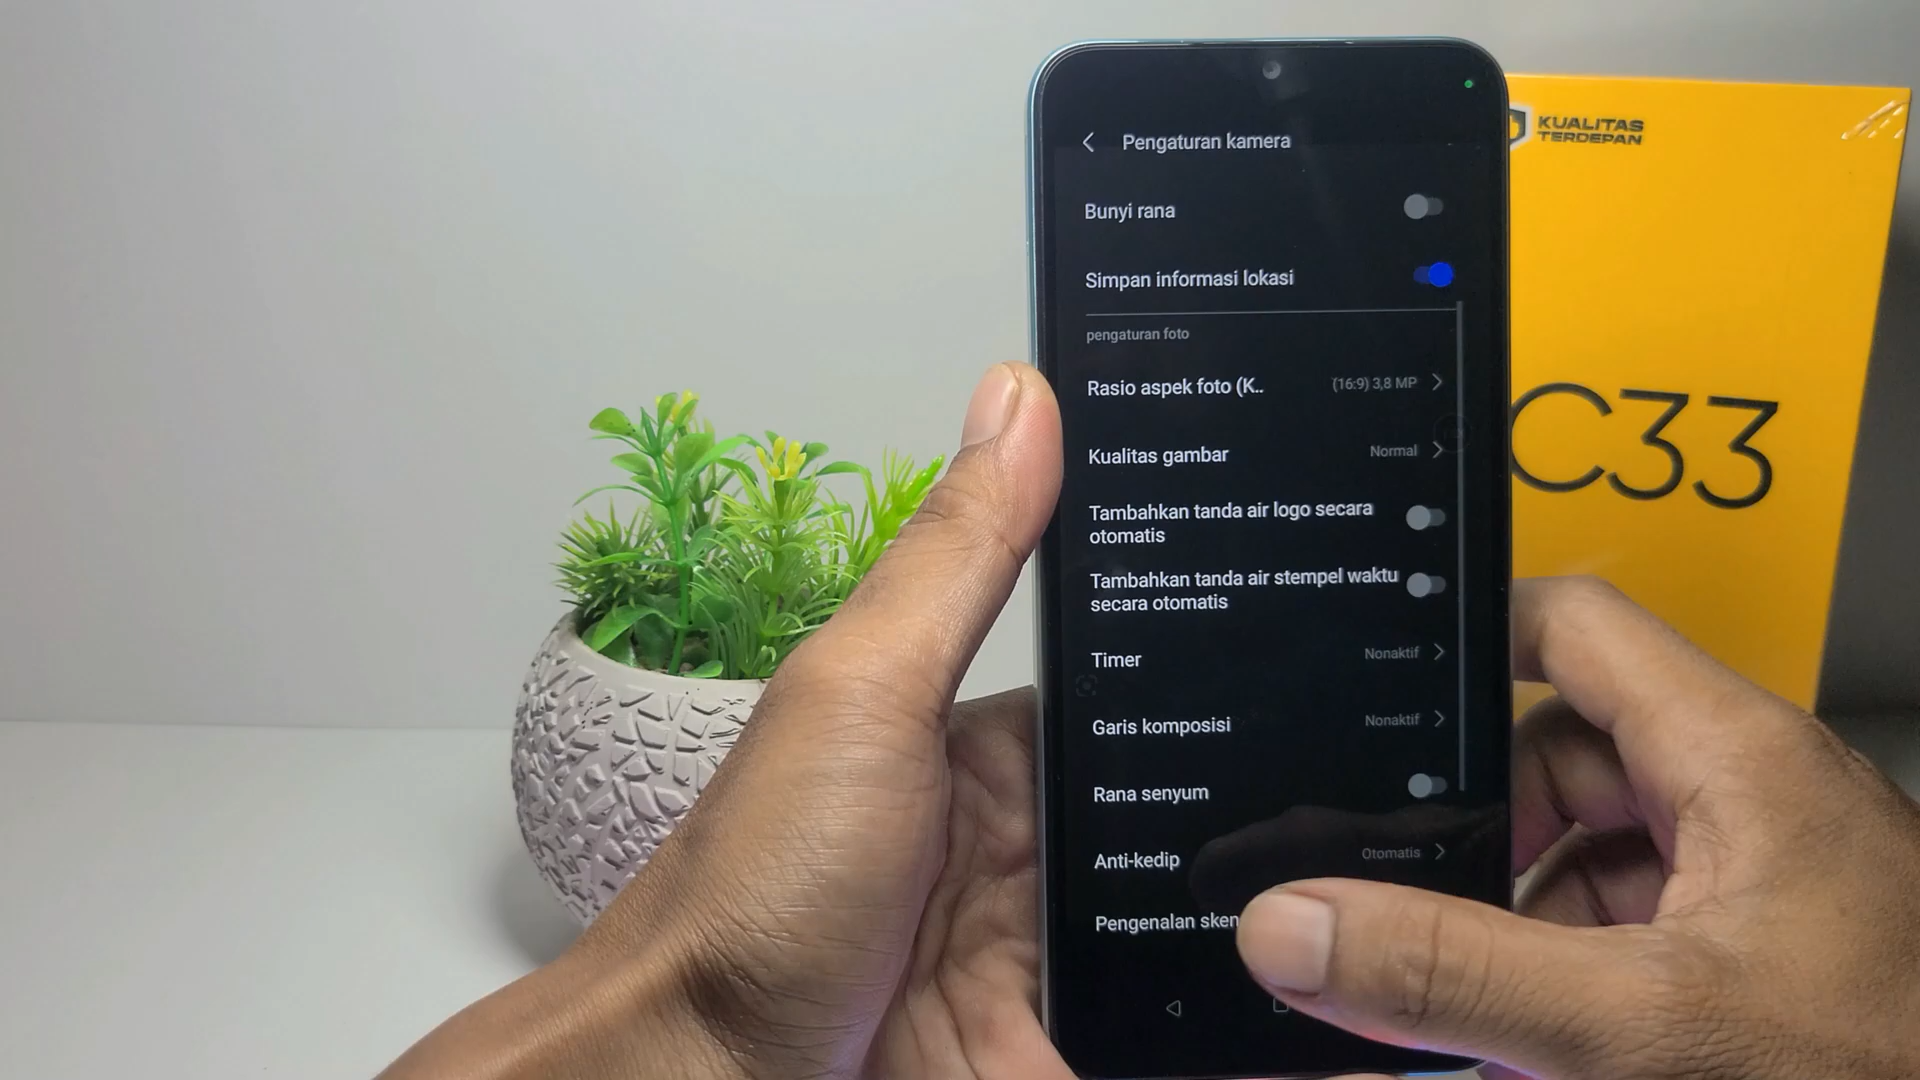 KUALITAS
TERDEPAN
C33
Pengaturan kamera
Bunyi rana
Simpan informasi lokasi
pengaturan foto
Rasio aspek foto (K.. (16:9) 3,8 MP
Kualitas gambar Normal
Tambahkan tanda air logo secara
otomatis
Tambahkan tanda air stempel waktu
secara otomatis
Timer Nonaktif
Garis komposisi Nonaktif
Rana senyum
Anti-kedip Otomatis
Pengenalan sken